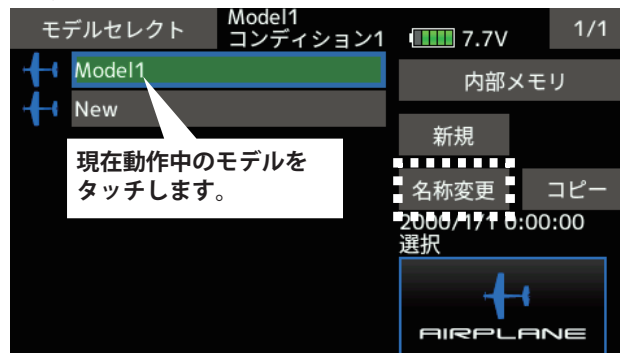 モデルセレクト
Model1
コンディション1
7.7V
1/1
Model1
New
現在動作中のモデルを
タッチします。
内部メモリ
新規
名称変更
コピー
2000/1/1 0:00:00
選択
AIRPLANE